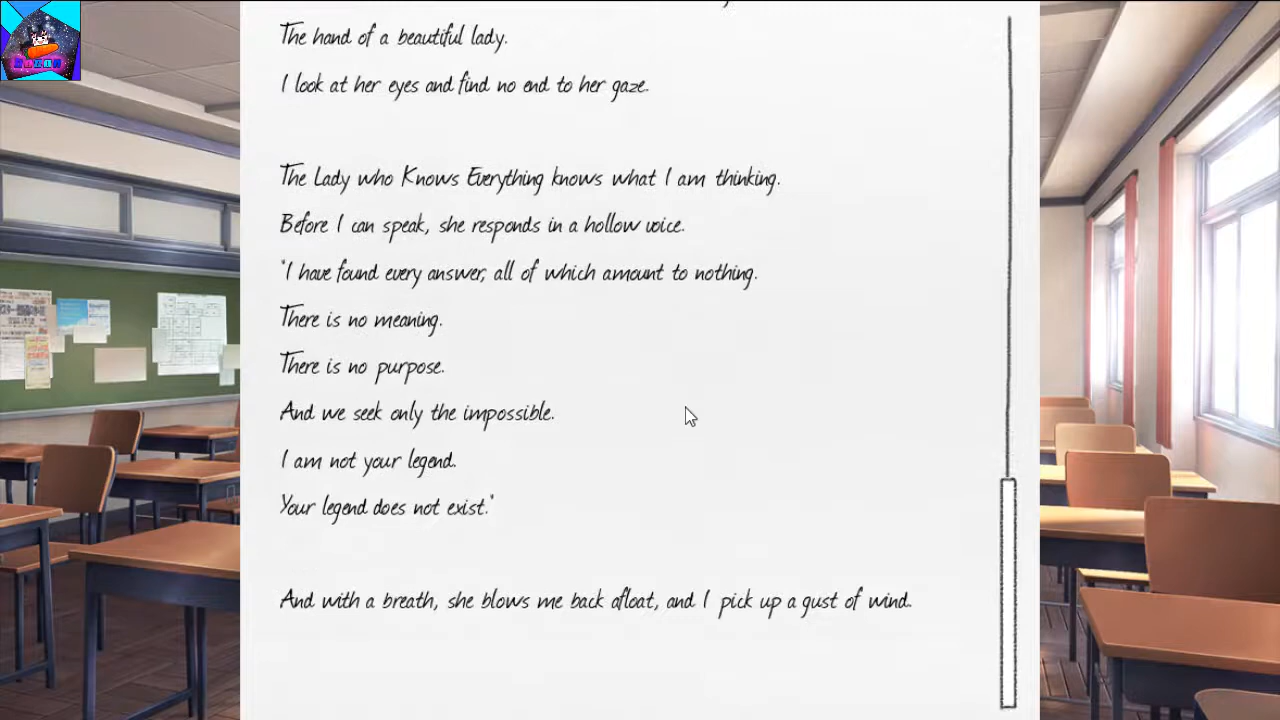 The hand of a beautiful lady.
I look at her eyes and find no end to her gaze.
The Lady who Knows Everything knows what I am thinking.
Before I can speak, she responds in a hollow voice.
"I have found every answer, all of which amount to nothing.
There is no meaning.
There is no purpose.
And we seek only the impossible.
I am not your legend.
Your legend does not exist."
And with a breath, she blows me back afloat, and I pick up a gust of wind.